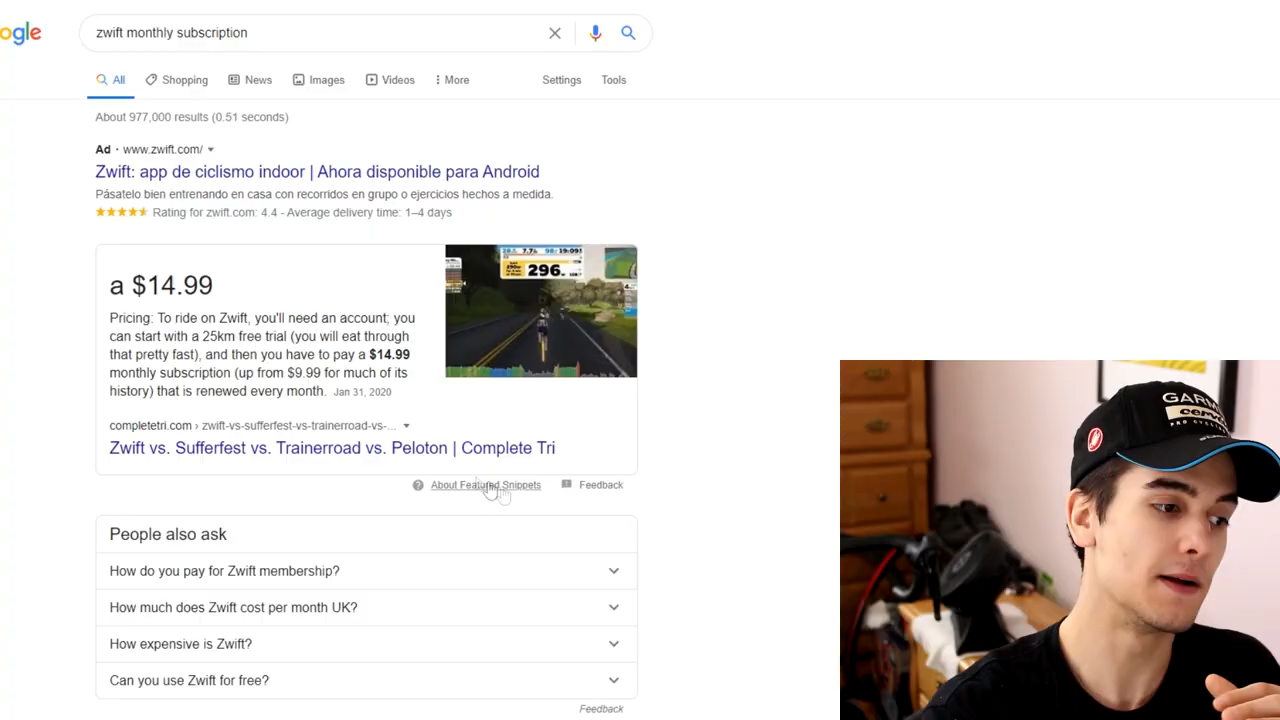 ogle
zwift monthly subscription
All
Shopping
News
Images
Videos
More
Settings
Tools
About 977,000 results (0.51 seconds)
Ad · www.zwift.com/
Zwift: app de ciclismo indoor | Ahora disponible para Android
Pásatelo bien entrenando en casa con recorridos en grupo o ejercicios hechos a medida.
Rating for zwift.com: 4.4 - Average delivery time: 1–4 days
a $14.99
Pricing: To ride on Zwift, you'll need an account; you
can start with a 25km free trial (you will eat through
that pretty fast), and then you have to pay a $14.99
monthly subscription (up from $9.99 for much of its
history) that is renewed every month. Jan 31, 2020
296w
completetri.com › zwift-vs-sufferfest-vs-trainerroad-vs-...
Zwift vs. Sufferfest vs. Trainerroad vs. Peloton | Complete Tri
About Featured Snippets
Feedback
People also ask
How do you pay for Zwift membership?
How much does Zwift cost per month UK?
How expensive is Zwift?
Can you use Zwift for free?
Feedback
GARM
PRO CYCLING